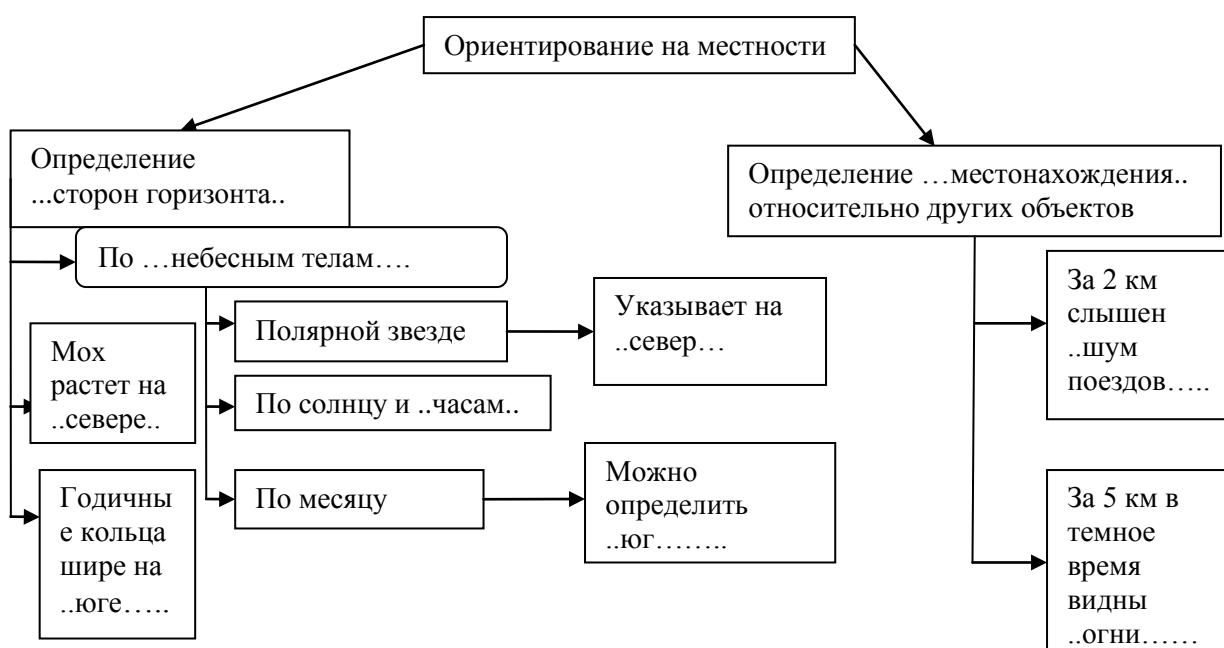 Ориентирование на местности
Определение
...сторон горизонта..
Определение …местонахождения..
относительно других объектов
По …небесным телам….
Полярной звезде
Указывает на
..север…
За 2 км
слышен
..шум
поездов…..
Мох
растет на
..севере..
По солнцу и ..часам..
Годичны
е кольца
шире на
..юге…..
По месяцу
Можно
определить
..юг……..
За 5 км в
темное
время
видны
..огни……